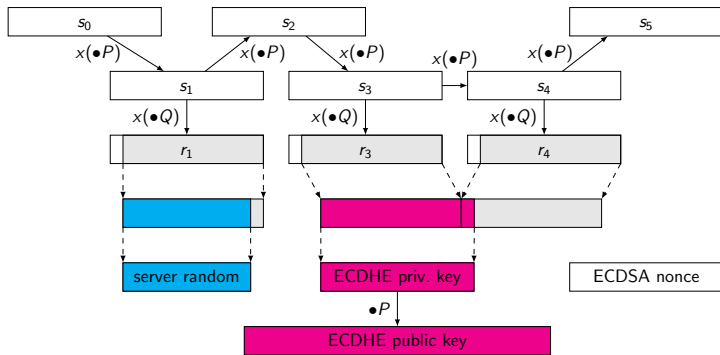 s₀ s₂ s₅
x(•P) x(•P) x(•P) x(•P) x(•P)
s₁ s₃ s₄
x(•Q) x(•Q) x(•Q)
r₁ r₃ r₄
server random ECDHE priv. key ECDSA nonce
•P
ECDHE public key